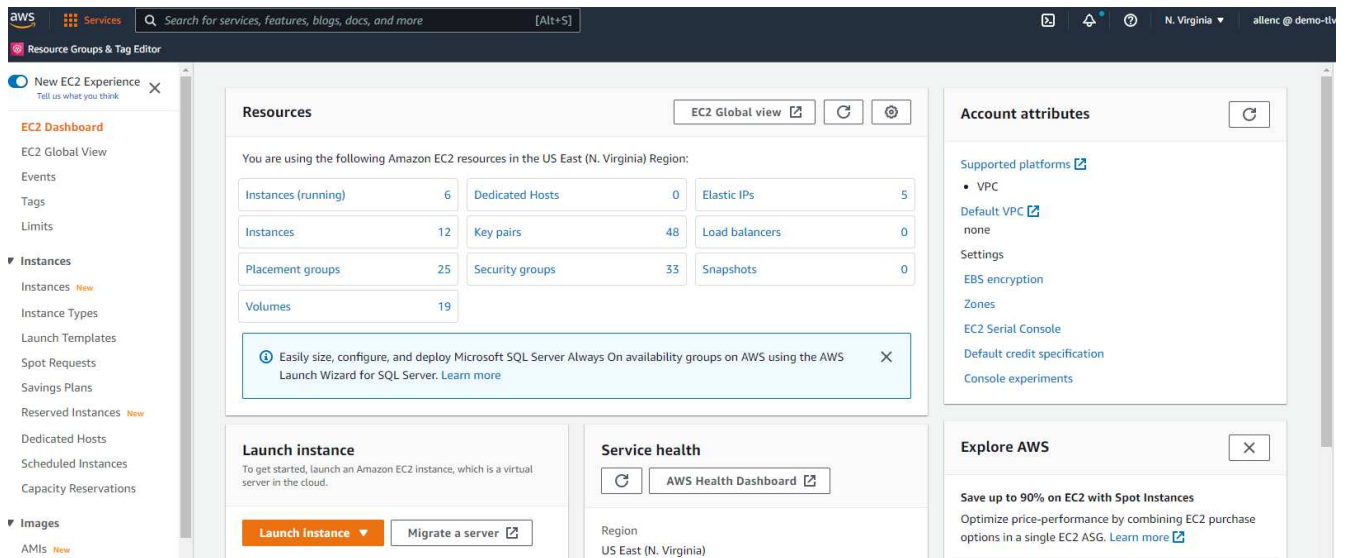 aws Services Search for services, features, blogs, docs, and more [Alt+S] N. Virginia ▼ allenc @ demo-tlv
Resource Groups & Tag Editor
New EC2 Experience
Tell us what you think
EC2 Dashboard
EC2 Global View
Events
Tags
Limits
Instances
Instances New
Instance Types
Launch Templates
Spot Requests
Savings Plans
Reserved Instances New
Dedicated Hosts
Scheduled Instances
Capacity Reservations
Images
AMIs New
Resources
EC2 Global view
You are using the following Amazon EC2 resources in the US East (N. Virginia) Region:
Instances (running) 6 Dedicated Hosts 0 Elastic IPs 5
Instances 12 Key pairs 48 Load balancers 0
Placement groups 25 Security groups 33 Snapshots 0
Volumes 19
Easily size, configure, and deploy Microsoft SQL Server Always On availability groups on AWS using the AWS
Launch Wizard for SQL Server. Learn more
Launch instance
To get started, launch an Amazon EC2 instance, which is a virtual
server in the cloud.
Launch instance ▼ Migrate a server
Service health
AWS Health Dashboard
Region
US East (N. Virginia)
Account attributes
Supported platforms
• VPC
Default VPC
none
Settings
EBS encryption
Zones
EC2 Serial Console
Default credit specification
Console experiments
Explore AWS
Save up to 90% on EC2 with Spot Instances
Optimize price-performance by combining EC2 purchase
options in a single EC2 ASG. Learn more